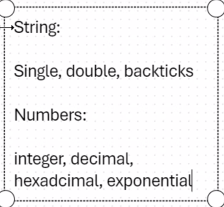 String:
Single, double, backticks
Numbers:
integer, decimal,
hexadcimal, exponential